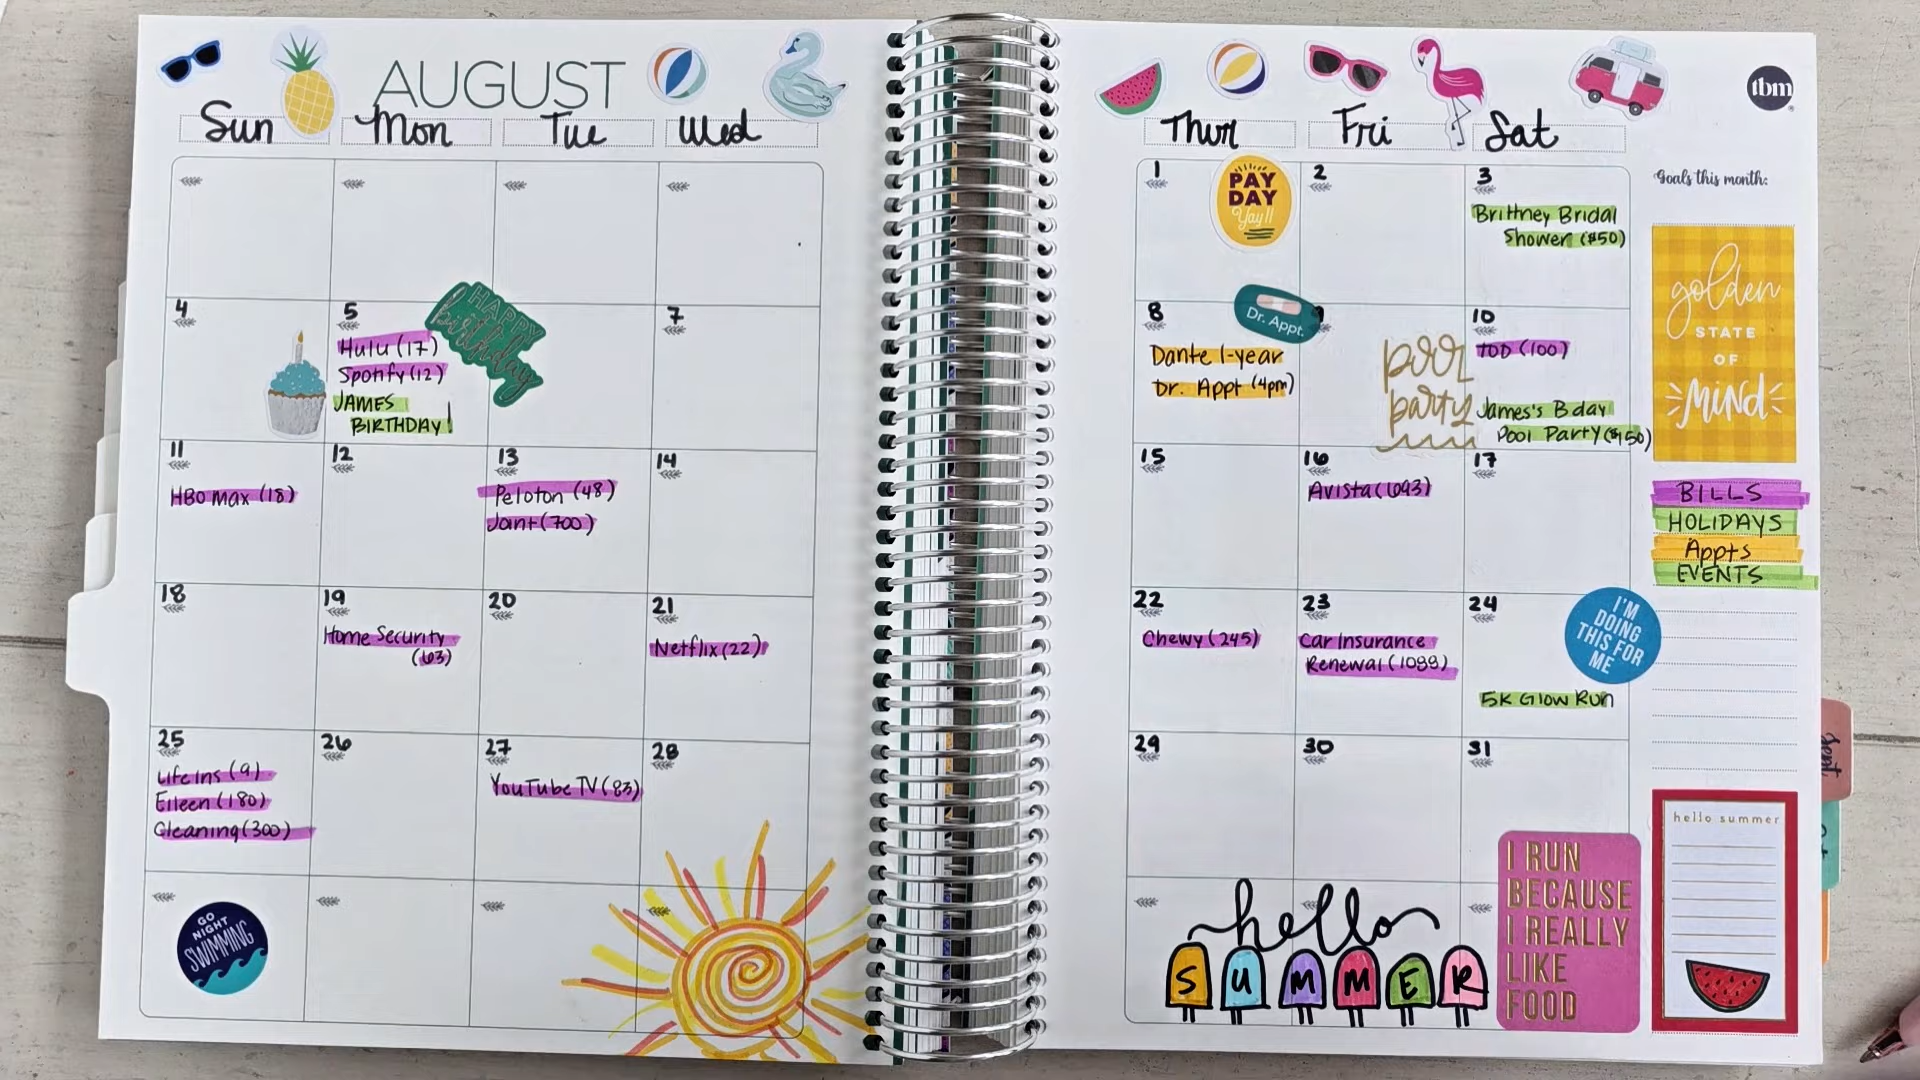 AUGUST
tbm
Sun Mon Tue Wed Thur Fri Sat
Goals this month:
1
PAY
DAY
Yay!!
2
3
Brittney Bridal
Shower ($50)
golden
STATE
OF
MIND
4
5
Hulu (17)
Spotify (12)
JAMES
BIRTHDAY!
HAPPY
birthday
7
8
Dr. Appt.
Dante 1-year
Dr. Appt (4pm)
9
pool
party
10
TOD (100)
James's Bday
Pool Party ($150)
11
HBO Max (18)
12
13
Peloton (48)
Joint (700)
14
15
16
Avista (693)
17
BILLS
HOLIDAYS
Appts
EVENTS
18
19
Home Security
(63)
20
21
Netflix (22)
22
Chewy (245)
23
Car Insurance
Renewal (1088)
24
I'M
DOING
THIS FOR
ME
5K Glow Run
25
Life Ins (9)
Eileen (180)
Cleaning (300)
26
27
YouTube TV (83)
28
29
30
31
GO
NIGHT
SWIMMING
hello
SUMMER
I RUN
BECAUSE
I REALLY
LIKE
FOOD
hello summer